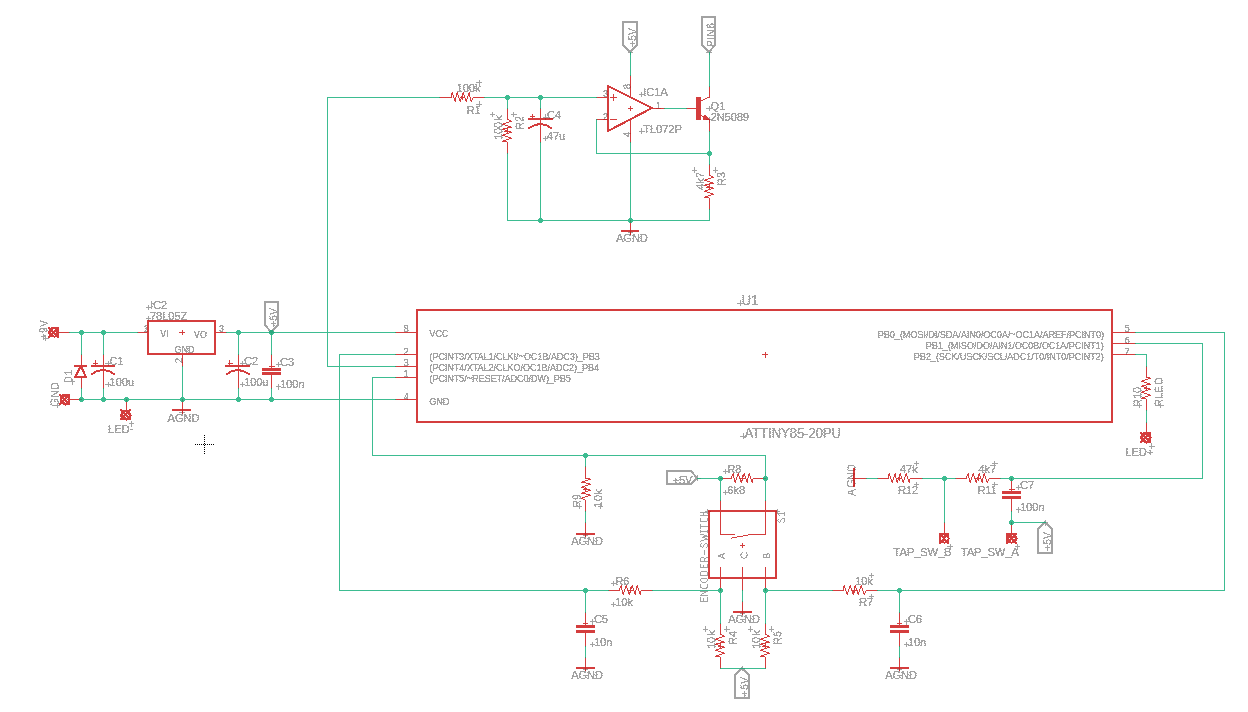 +5V
PIN6
100k
R1
100k
R2
C4
47u
3
2
8
4
1
IC1A
TL072P
Q1
2N5089
4k7
R3
AGND
IC2
78L05Z
+9V
VI
VO
3
GND
2
+5V
D1
C1
100u
C2
100u
C3
100n
GND
LED-
AGND
U1
8
VCC
2
(PCINT3/XTAL1/CLKI/~OC1B/ADC3)_PB3
3
(PCINT4/XTAL2/CLKO/OC1B/ADC2)_PB4
1
(PCINT5/~RESET/ADC0/DW)_PB5
4
GND
PB0_(MOSI/DI/SDA/AIN0/OC0A/~OC1A/AREF/PCINT0)
5
PB1_(MISO/DO/AIN1/OC0B/OC1A/PCINT1)
6
PB2_(SCK/USCK/SCL/ADC1/T0/INT0/PCINT2)
7
ATTINY85-20PU
R10
RLED
LED+
R9
10k
AGND
+5V
R8
6k8
ENCODER-SWITCH
S1
A
C
B
AGND
AGND
47k
R12
4k7
R11
C7
100n
TAP_SW_B
TAP_SW_A
+5V
R6
10k
C5
10n
AGND
10k
R4
10k
R5
+5V
10k
R7
C6
10n
AGND